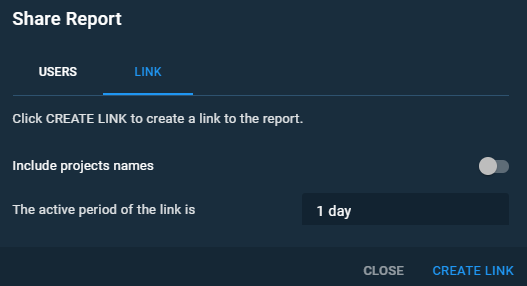 Share Report
USERS
LINK
Click CREATE LINK to create a link to the report.
Include projects names
The active period of the link is
1 day
CLOSE
CREATE LINK